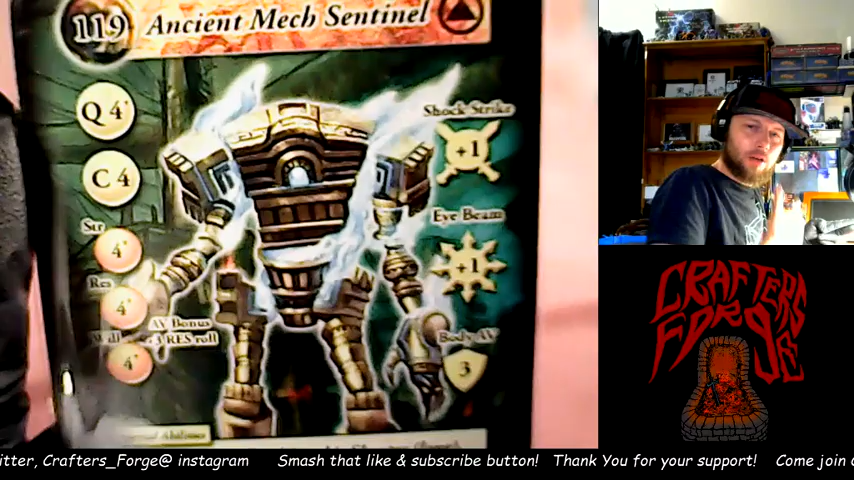 119 Ancient Mech Sentinel
Q 4*
C 4
Str
4*
Res
4*
4*
AV Bonus
+3 RES roll
Shock Strike
+1
Eye Beam
+1
Body AV
3
CRAFTERS
FORGE
Crafters_Forge@ instagram Smash that like & subscribe button! Thank You for your support! Come join